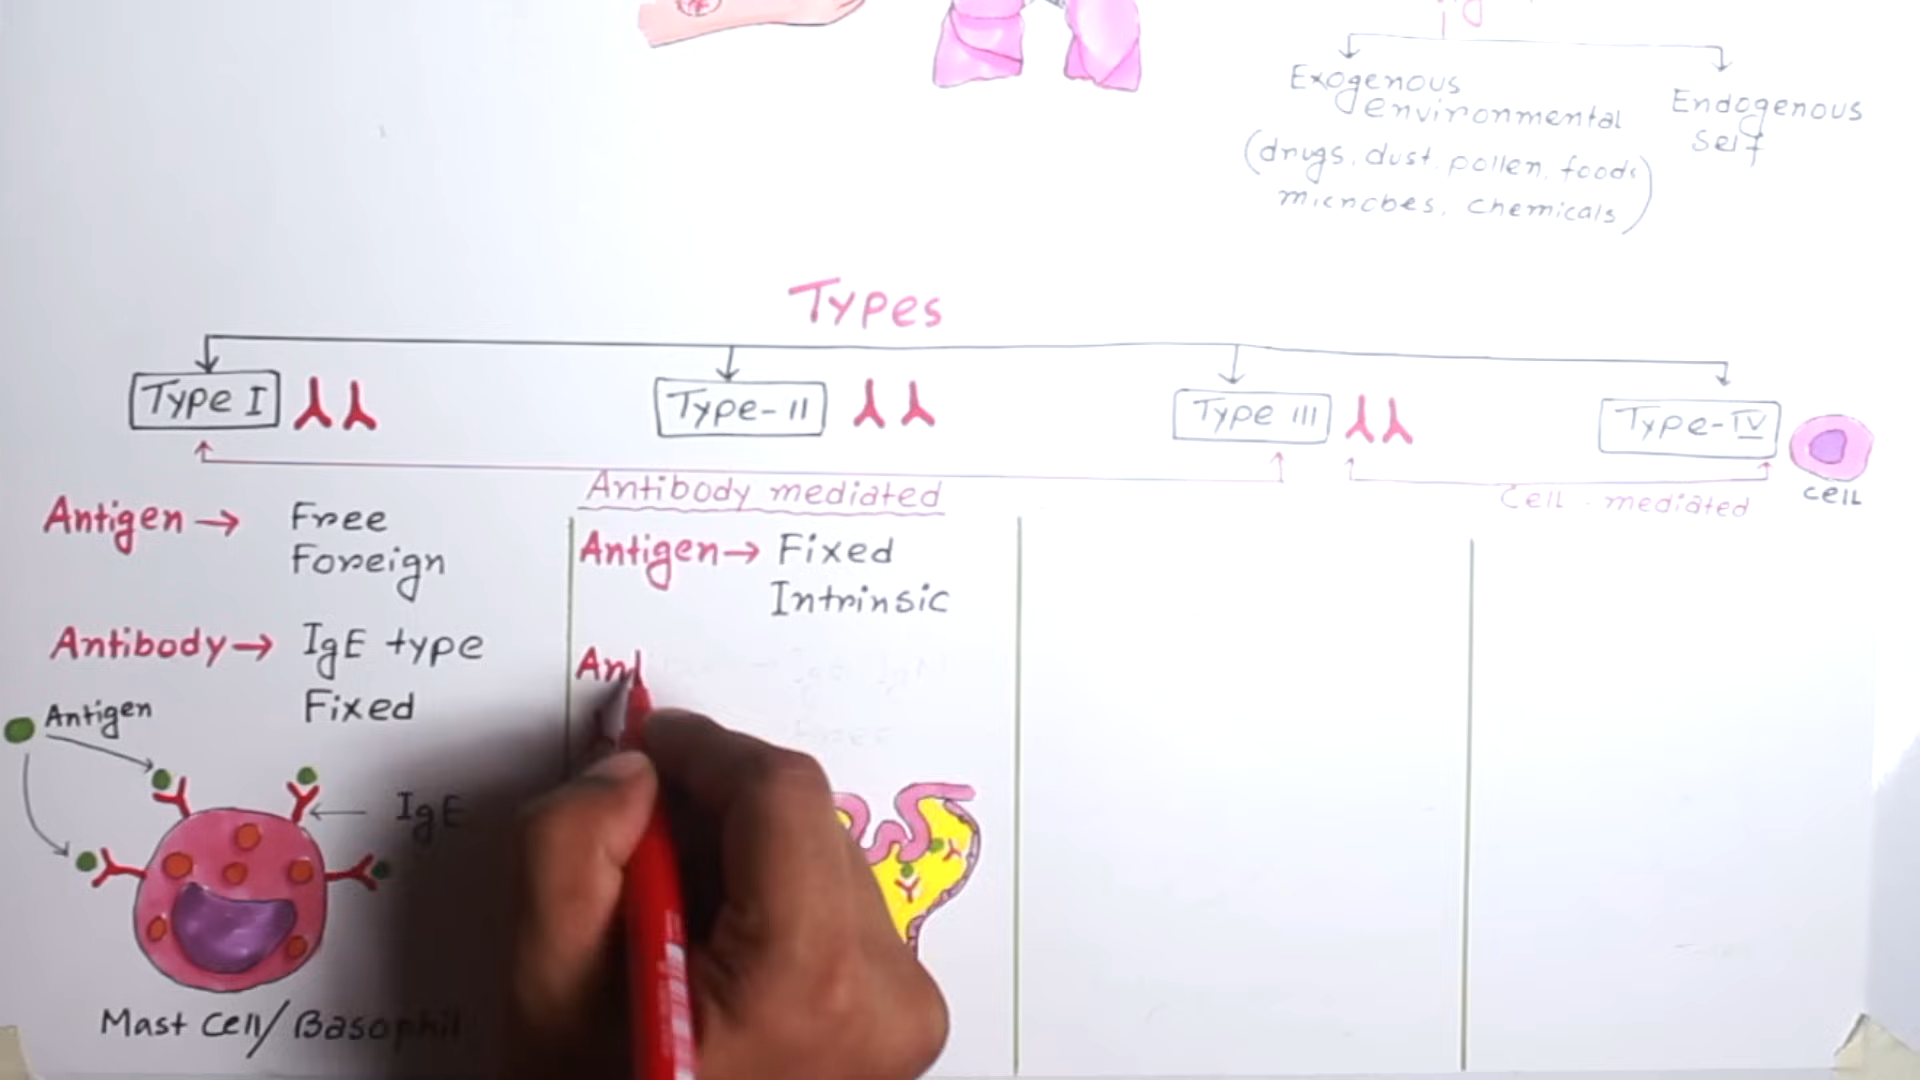 Exogenous
environmental
(drugs, dust, pollen, foods
microbes, chemicals)
Endogenous
self
Types
Type I
Type-II
Type III
Type-IV
cell
Antibody mediated
Cell-mediated
Antigen → Free
Foreign
Antibody → IgE type
Fixed
Antigen
IgE
Mast cell/Basophil
Antigen → Fixed
Intrinsic
Ant